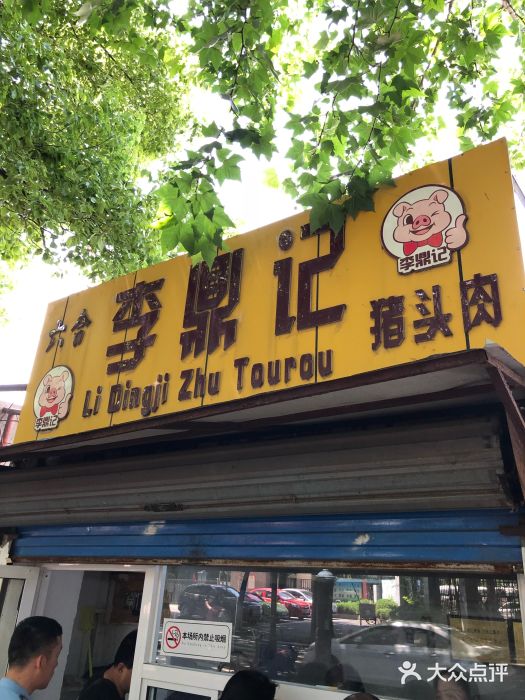 六合 李鼎记 猪头肉
Li Dingji Zhu Tourou
李鼎记
李鼎记
本场所内禁止吸烟
大众点评